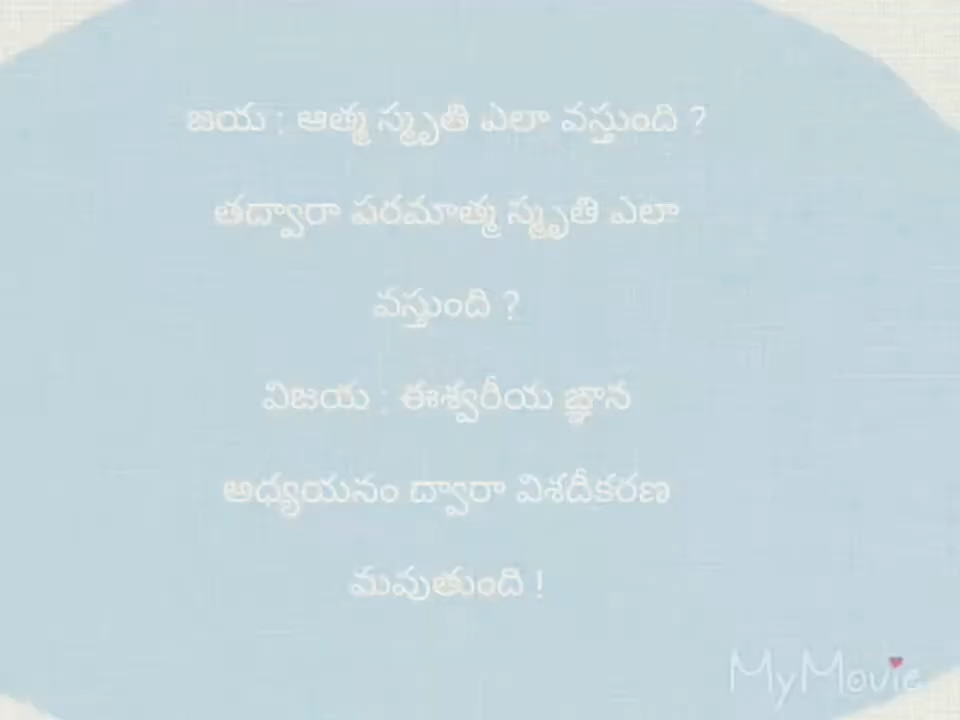 జయ : ఆత్మ స్మృతి ఎలా వస్తుంది ?
తద్వారా పరమాత్మ స్మృతి ఎలా
వస్తుంది ?
విజయ : ఈశ్వరీయ జ్ఞాన
అధ్యయనం ద్వారా విశదీకరణ
మవుతుంది !
MyMovie